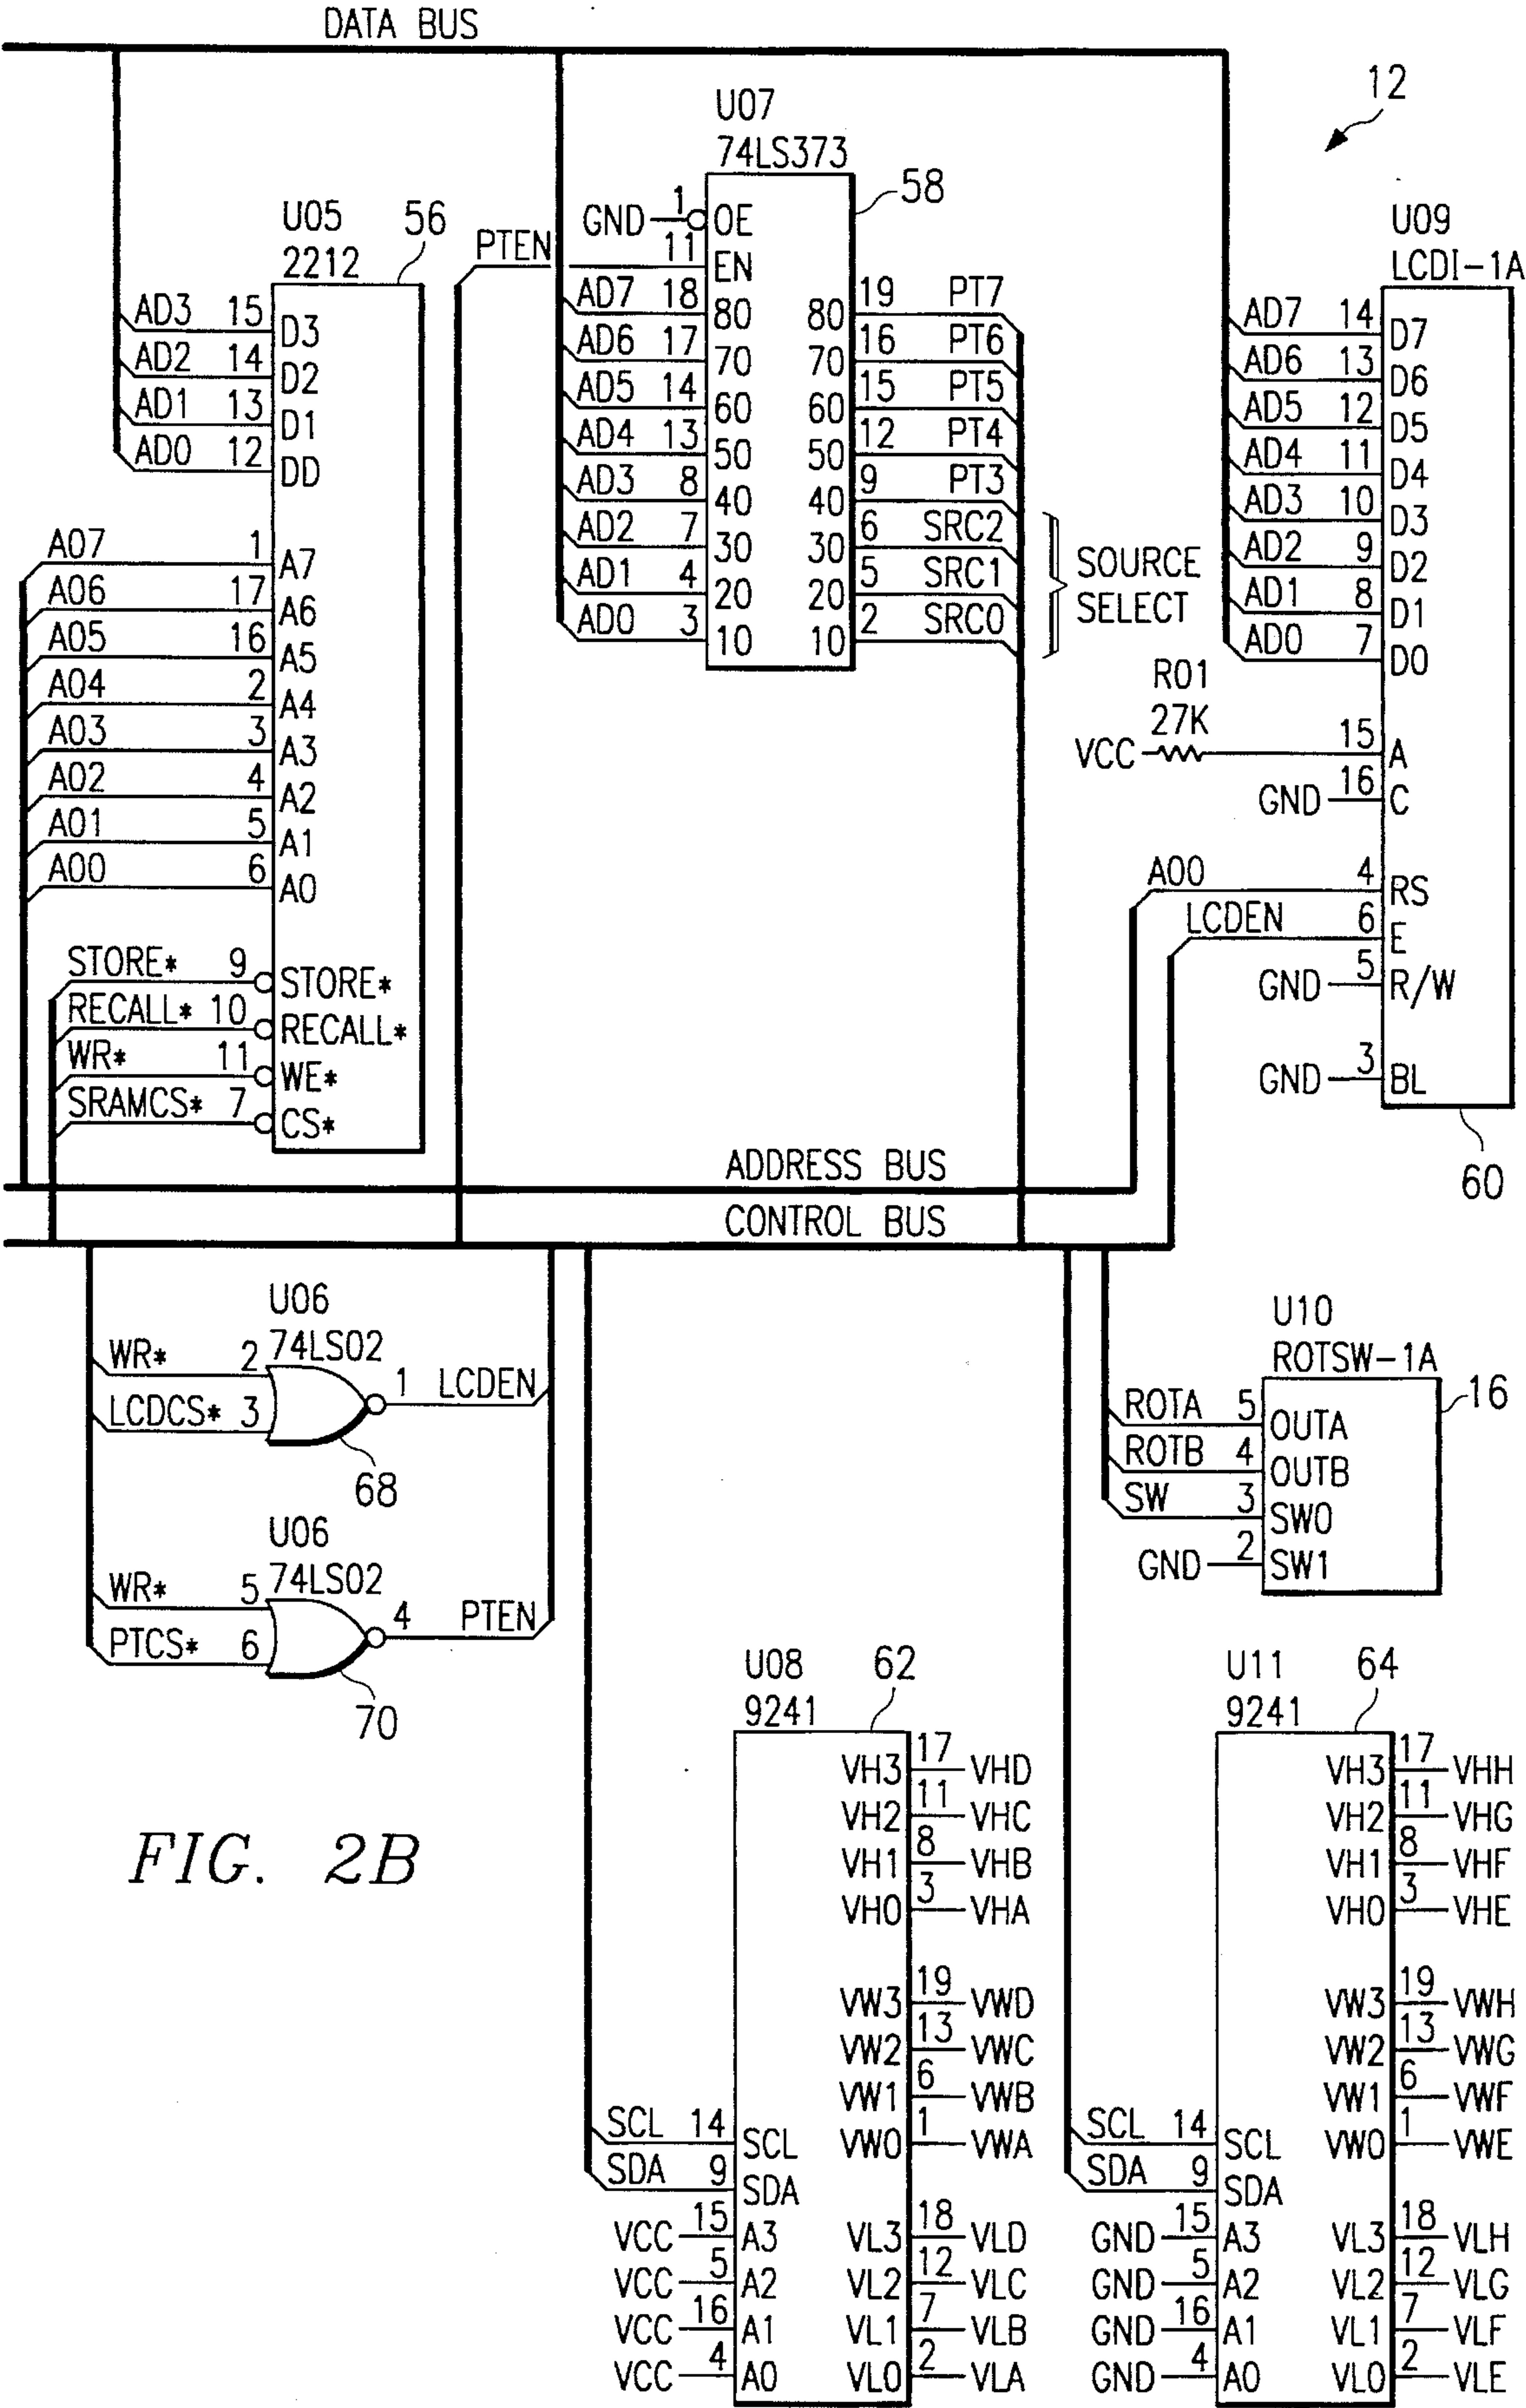 DATA BUS
12
U05
2212
56
AD3 15 D3
AD2 14 D2
AD1 13 D1
AD0 12 DD
A07 1 A7
A06 17 A6
A05 16 A5
A04 2 A4
A03 3 A3
A02 4 A2
A01 5 A1
A00 6 A0
STORE* 9 STORE*
RECALL* 10 RECALL*
WR* 11 WE*
SRAMCS* 7 CS*
U07
74LS373
58
GND 1 OE
PTEN 11 EN
AD7 18 80 80 19 PT7
AD6 17 70 70 16 PT6
AD5 14 60 60 15 PT5
AD4 13 50 50 12 PT4
AD3 8 40 40 9 PT3
AD2 7 30 30 6 SRC2
AD1 4 20 20 5 SRC1
AD0 3 10 10 2 SRC0
SOURCE
SELECT
U09
LCDI-1A
AD7 14 D7
AD6 13 D6
AD5 12 D5
AD4 11 D4
AD3 10 D3
AD2 9 D2
AD1 8 D1
AD0 7 D0
R01
27K
VCC 15 A
GND 16 C
A00 4 RS
LCDEN 6 E
GND 5 R/W
GND 3 BL
60
ADDRESS BUS
CONTROL BUS
U06
74LS02
WR* 2
LCDCS* 3
1 LCDEN
68
U06
74LS02
WR* 5
PTCS* 6
4 PTEN
70
U10
ROTSW-1A
16
ROTA 5 OUTA
ROTB 4 OUTB
SW 3 SW0
GND 2 SW1
U08
9241
62
VH3 17 VHD
VH2 11 VHC
VH1 8 VHB
VH0 3 VHA
VW3 19 VWD
VW2 13 VWC
VW1 6 VWB
SCL 14 SCL VW0 1 VWA
SDA 9 SDA
VCC 15 A3 VL3 18 VLD
VCC 5 A2 VL2 12 VLC
VCC 16 A1 VL1 7 VLB
VCC 4 A0 VL0 2 VLA
U11
9241
64
VH3 17 VHH
VH2 11 VHG
VH1 8 VHF
VH0 3 VHE
VW3 19 VWH
VW2 13 VWG
VW1 6 VWF
SCL 14 SCL VW0 1 VWE
SDA 9 SDA
GND 15 A3 VL3 18 VLH
GND 5 A2 VL2 12 VLG
GND 16 A1 VL1 7 VLF
GND 4 A0 VL0 2 VLE
FIG. 2B